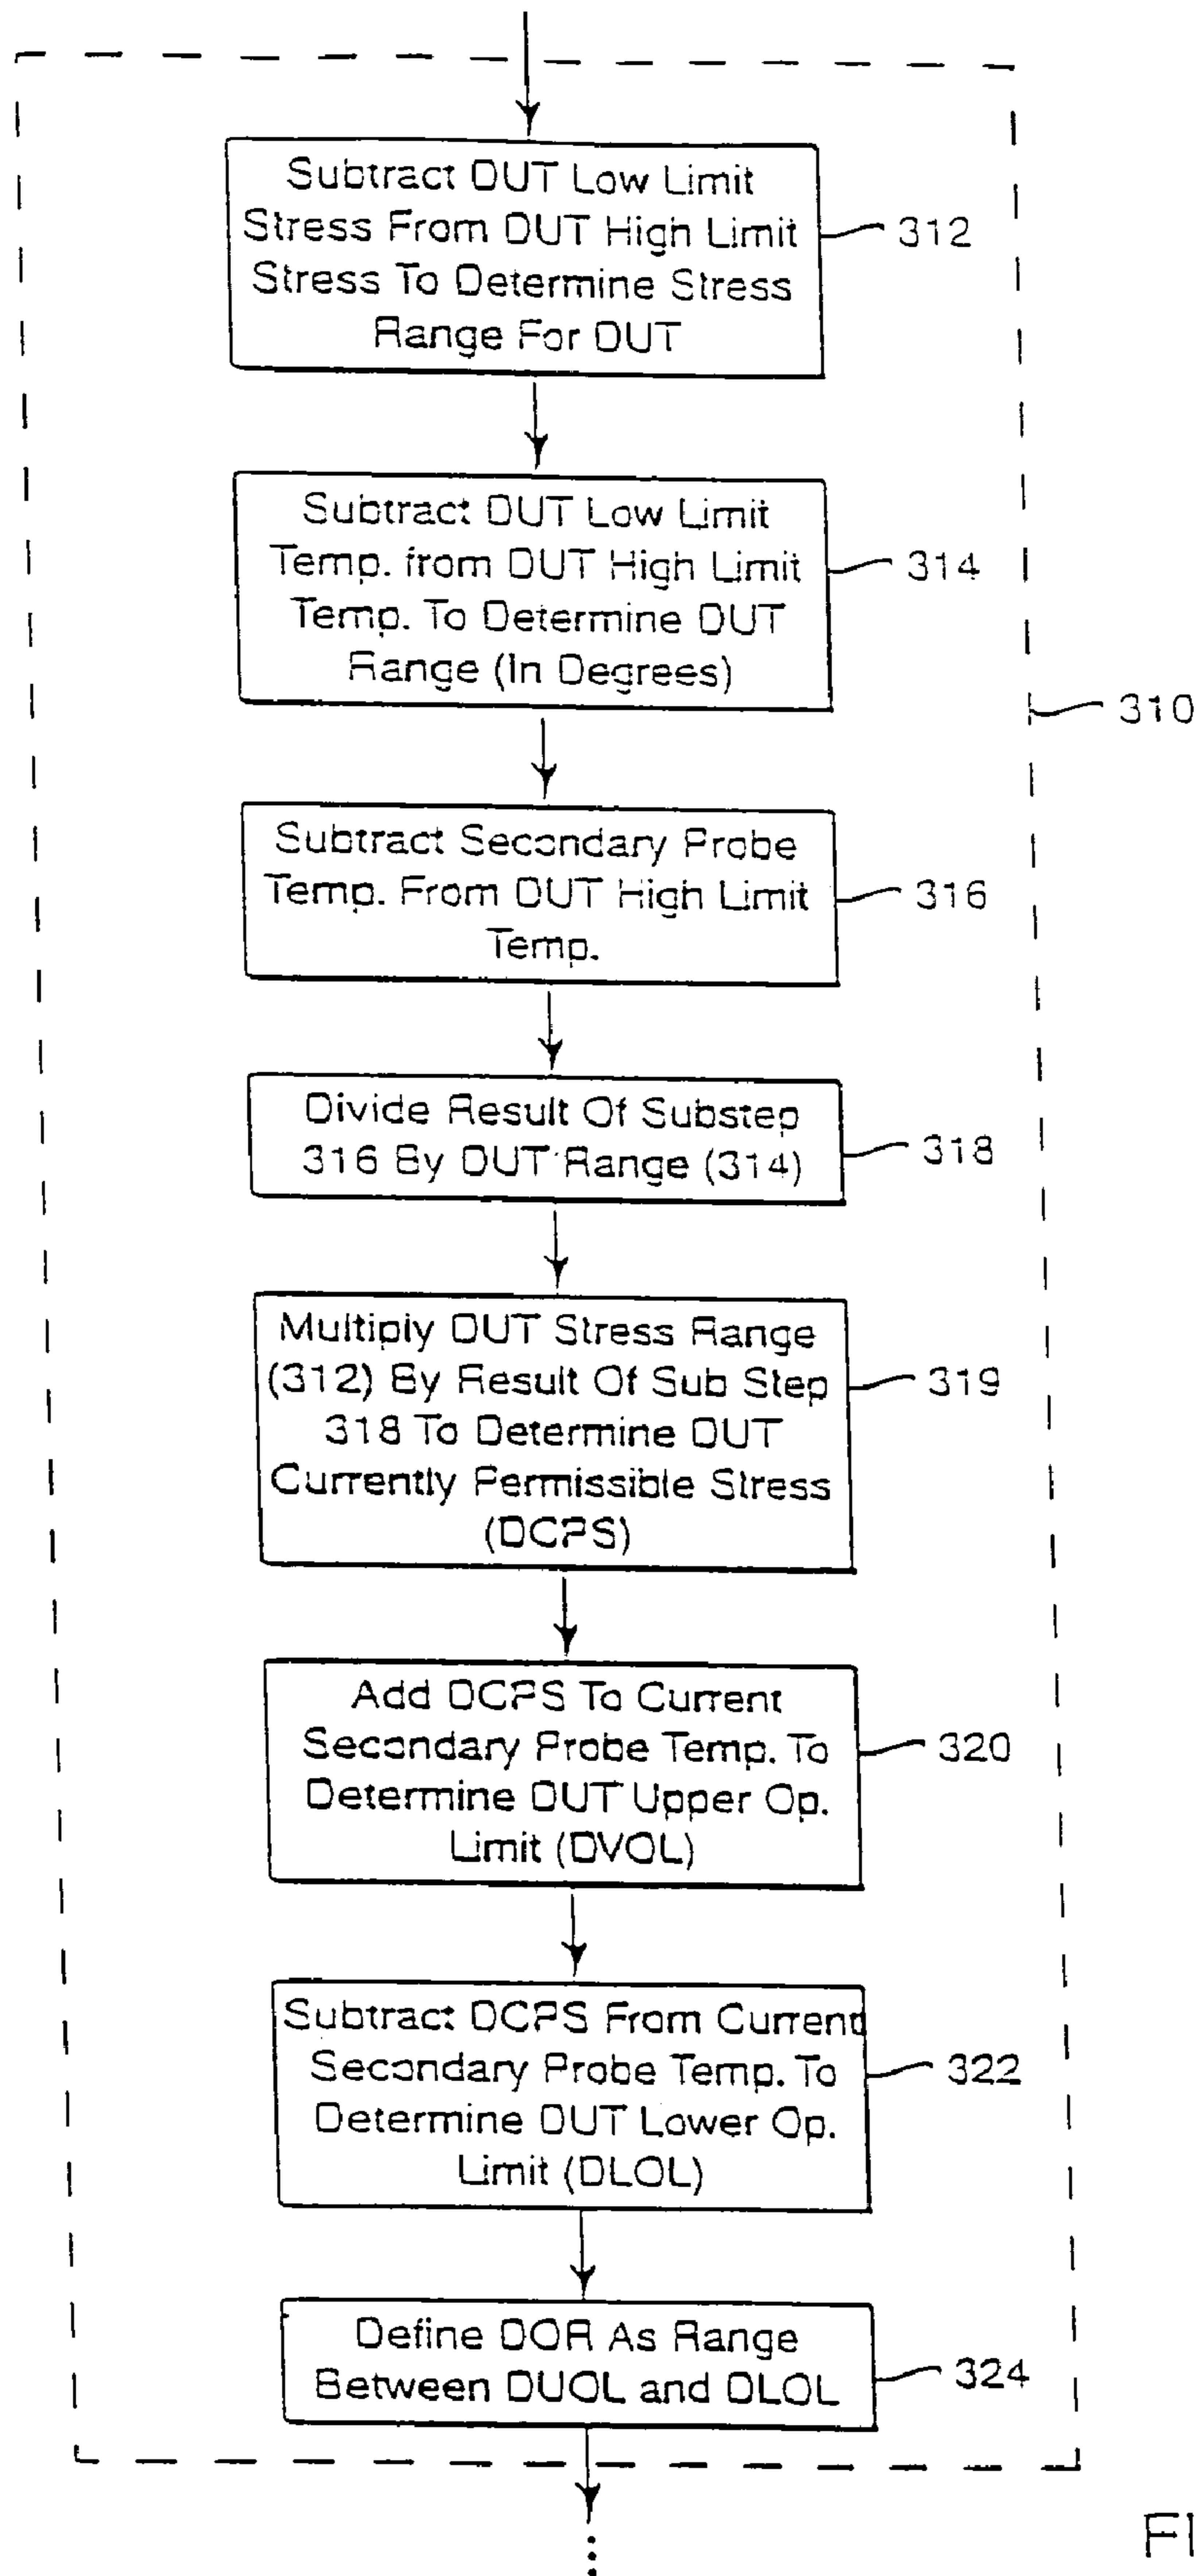 Subtract DUT Low Limit
Stress From DUT High Limit
Stress To Determine Stress
Range For DUT
312
Subtract DUT Low Limit
Temp. from DUT High Limit
Temp. To Determine DUT
Range (In Degrees)
314
310
Subtract Secondary Probe
Temp. From DUT High Limit
Temp.
316
Divide Result Of Substep
316 By DUT Range (314)
318
Multiply DUT Stress Range
(312) By Result Of Sub Step
318 To Determine DUT
Currently Permissible Stress
(DCPS)
319
Add DCPS To Current
Secondary Probe Temp. To
Determine DUT Upper Op.
Limit (DVOL)
320
Subtract DCPS From Current
Secondary Probe Temp. To
Determine DUT Lower Op.
Limit (DLOL)
322
Define DOR As Range
Between DUOL and DLOL
324
FI